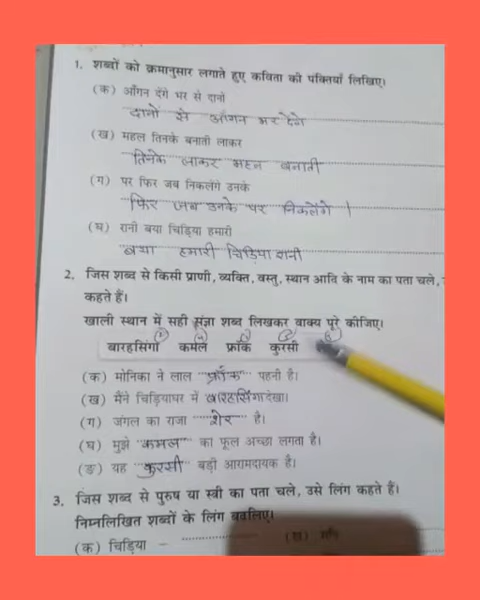 1. शब्दों को क्रमानुसार लगाते हुए कविता की पंक्तियाँ लिखिए।
(क) आँगन देंगे भर से दानों
दानों से आँगन भर देंगे
(ख) महल तिनके बनाती लाकर
तिनके लाकर महल बनाती
(ग) पर फिर जब निकलेंगे उनके
फिर जब उनके पर निकलेंगे।
(घ) रानी बया चिड़िया हमारी
बया हमारी चिड़िया रानी
2. जिस शब्द से किसी प्राणी, व्यक्ति, वस्तु, स्थान आदि के नाम का पता चले,
कहते हैं।
खाली स्थान में सही संज्ञा शब्द लिखकर वाक्य पूरे कीजिए।
बारहसिंगा कमल फ्रॉक कुरसी
(क) मोनिका ने लाल फ्रॉक पहनी है।
(ख) मैंने चिड़ियाघर में बारहसिंगा देखा।
(ग) जंगल का राजा शेर है।
(घ) मुझे कमल का फूल अच्छा लगता है।
(ङ) यह कुरसी बड़ी आरामदायक है।
3. जिस शब्द से पुरुष या स्त्री का पता चले, उसे लिंग कहते हैं।
निम्नलिखित शब्दों के लिंग बदलिए।
(क) चिड़िया – (ख)